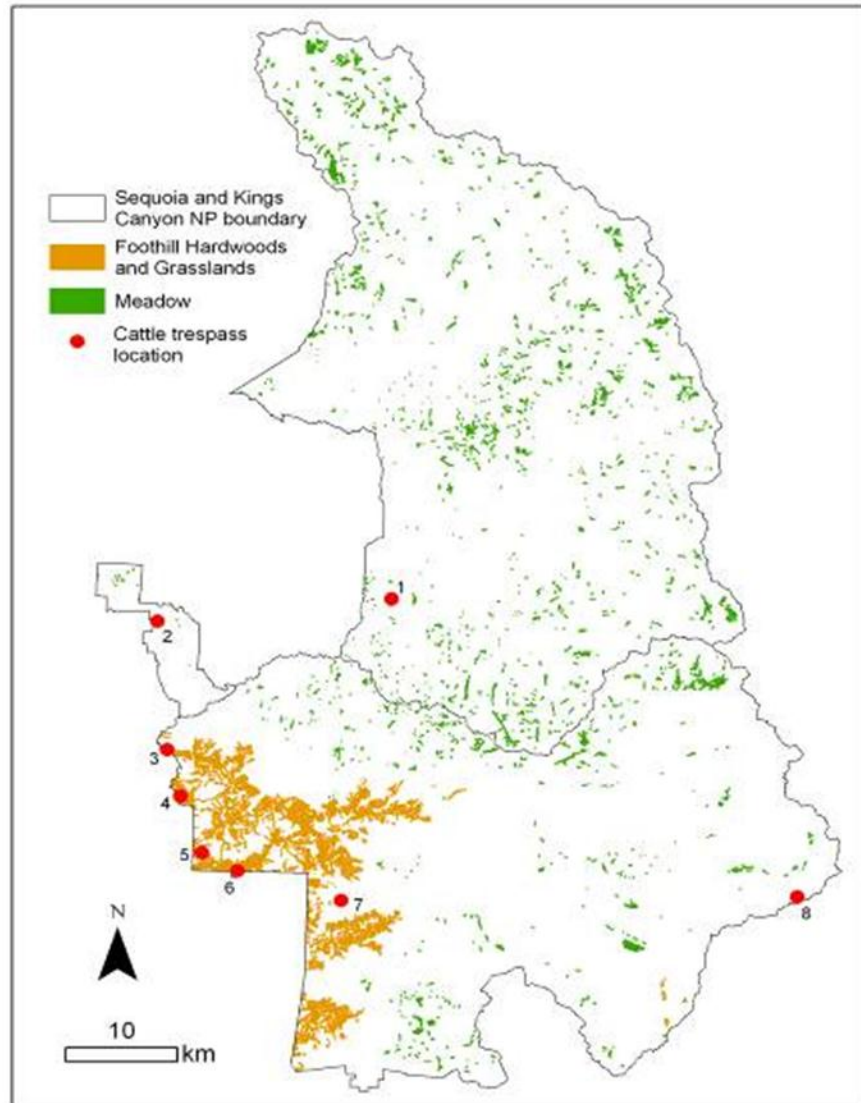 Sequoia and Kings
Canyon NP boundary
Foothill Hardwoods
and Grasslands
Meadow
Cattle trespass
location
1
2
3
4
5
6
7
8
N
10
km